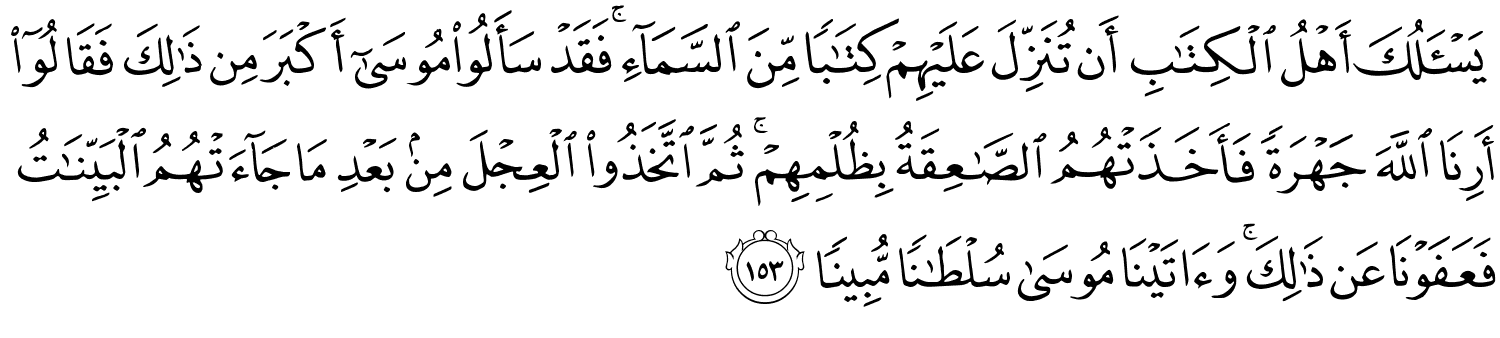 يَسۡـَٔلُكَ أَهۡلُ ٱلۡكِتَٰبِ أَن تُنَزِّلَ عَلَيۡهِمۡ كِتَٰبٗا مِّنَ ٱلسَّمَآءِۚ فَقَدۡ سَأَلُواْ مُوسَىٰٓ أَكۡبَرَ مِن ذَٰلِكَ فَقَالُوٓاْ
أَرِنَا ٱللَّهَ جَهۡرَةٗ فَأَخَذَتۡهُمُ ٱلصَّٰعِقَةُ بِظُلۡمِهِمۡۚ ثُمَّ ٱتَّخَذُواْ ٱلۡعِجۡلَ مِنۢ بَعۡدِ مَا جَآءَتۡهُمُ ٱلۡبَيِّنَٰتُ
فَعَفَوۡنَا عَن ذَٰلِكَۚ وَءَاتَيۡنَا مُوسَىٰ سُلۡطَٰنٗا مُّبِينٗا ١٥٣